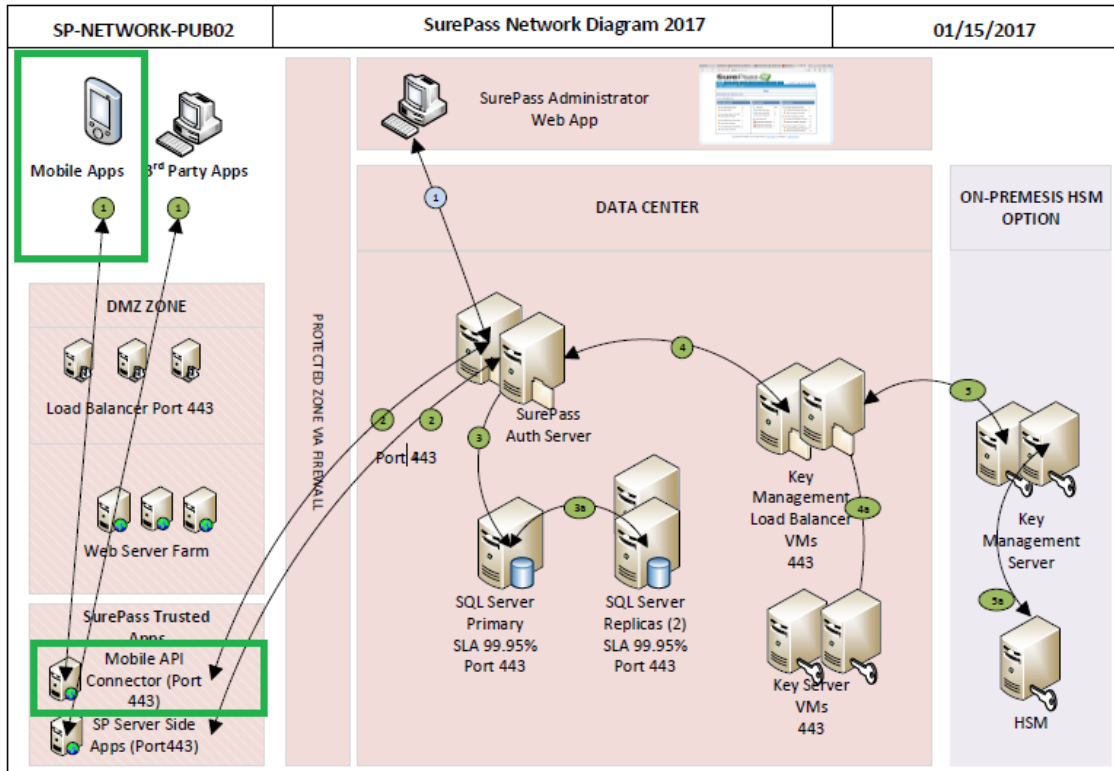 SP-NETWORK-PUB02
SurePass Network Diagram 2017
01/15/2017
Mobile Apps
3rd Party Apps
1
1
DMZ ZONE
Load Balancer Port 443
Web Server Farm
SurePass Trusted
Apps
Mobile API
Connector (Port
443)
SP Server Side
Apps (Port443)
PROTECTED ZONE VIA FIREWALL
SurePass Administrator
Web App
SurePass
1
DATA CENTER
2
2
Port 443
SurePass
Auth Server
3
3a
4
SQL Server
Primary
SLA 99.95%
Port 443
SQL Server
Replicas (2)
SLA 99.95%
Port 443
Key
Management
Load Balancer
VMs
443
4a
Key Server
VMs
443
ON-PREMESIS HSM
OPTION
5
Key
Management
Server
5a
HSM